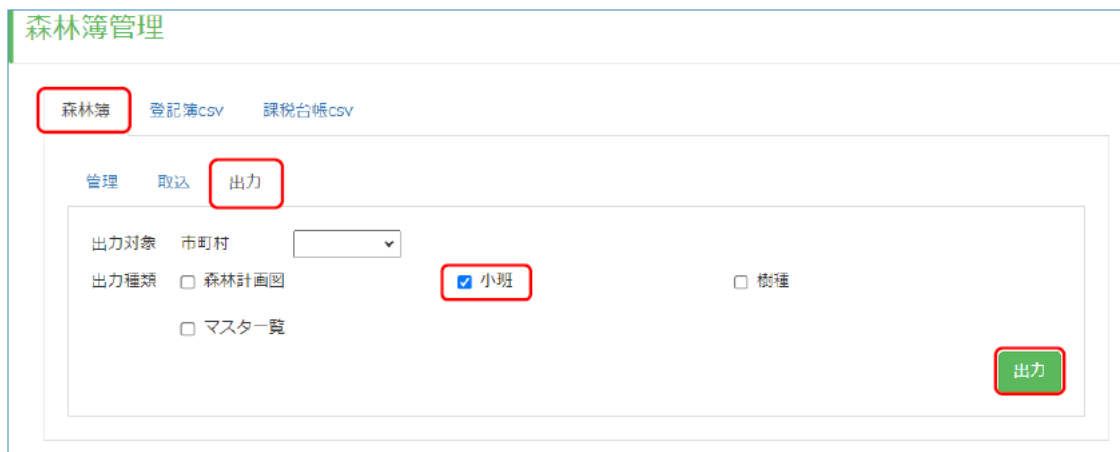 森林簿管理
森林簿 登記簿csv 課税台帳csv
管理 取込 出力
出力対象 市町村
出力種類 森林計画図 小班 樹種
マスター覧
出力